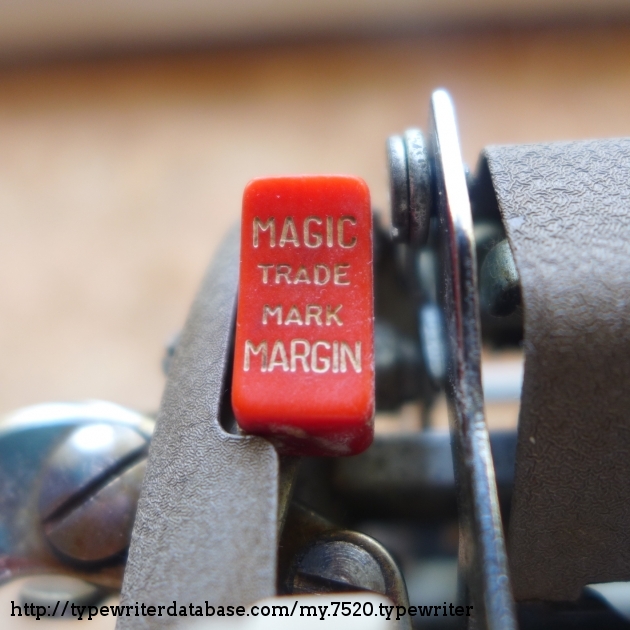 MAGIC
TRADE
MARK
MARGIN
http://typewriterdatabase.com/my.7520.typewriter